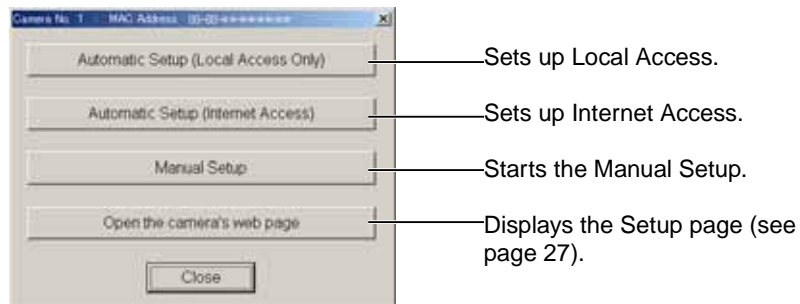 Camera No. 1 : MAC Address 00-80-********
Automatic Setup (Local Access Only)
Sets up Local Access.
Automatic Setup (Internet Access)
Sets up Internet Access.
Manual Setup
Starts the Manual Setup.
Open the camera's web page
Displays the Setup page (see
page 27).
Close